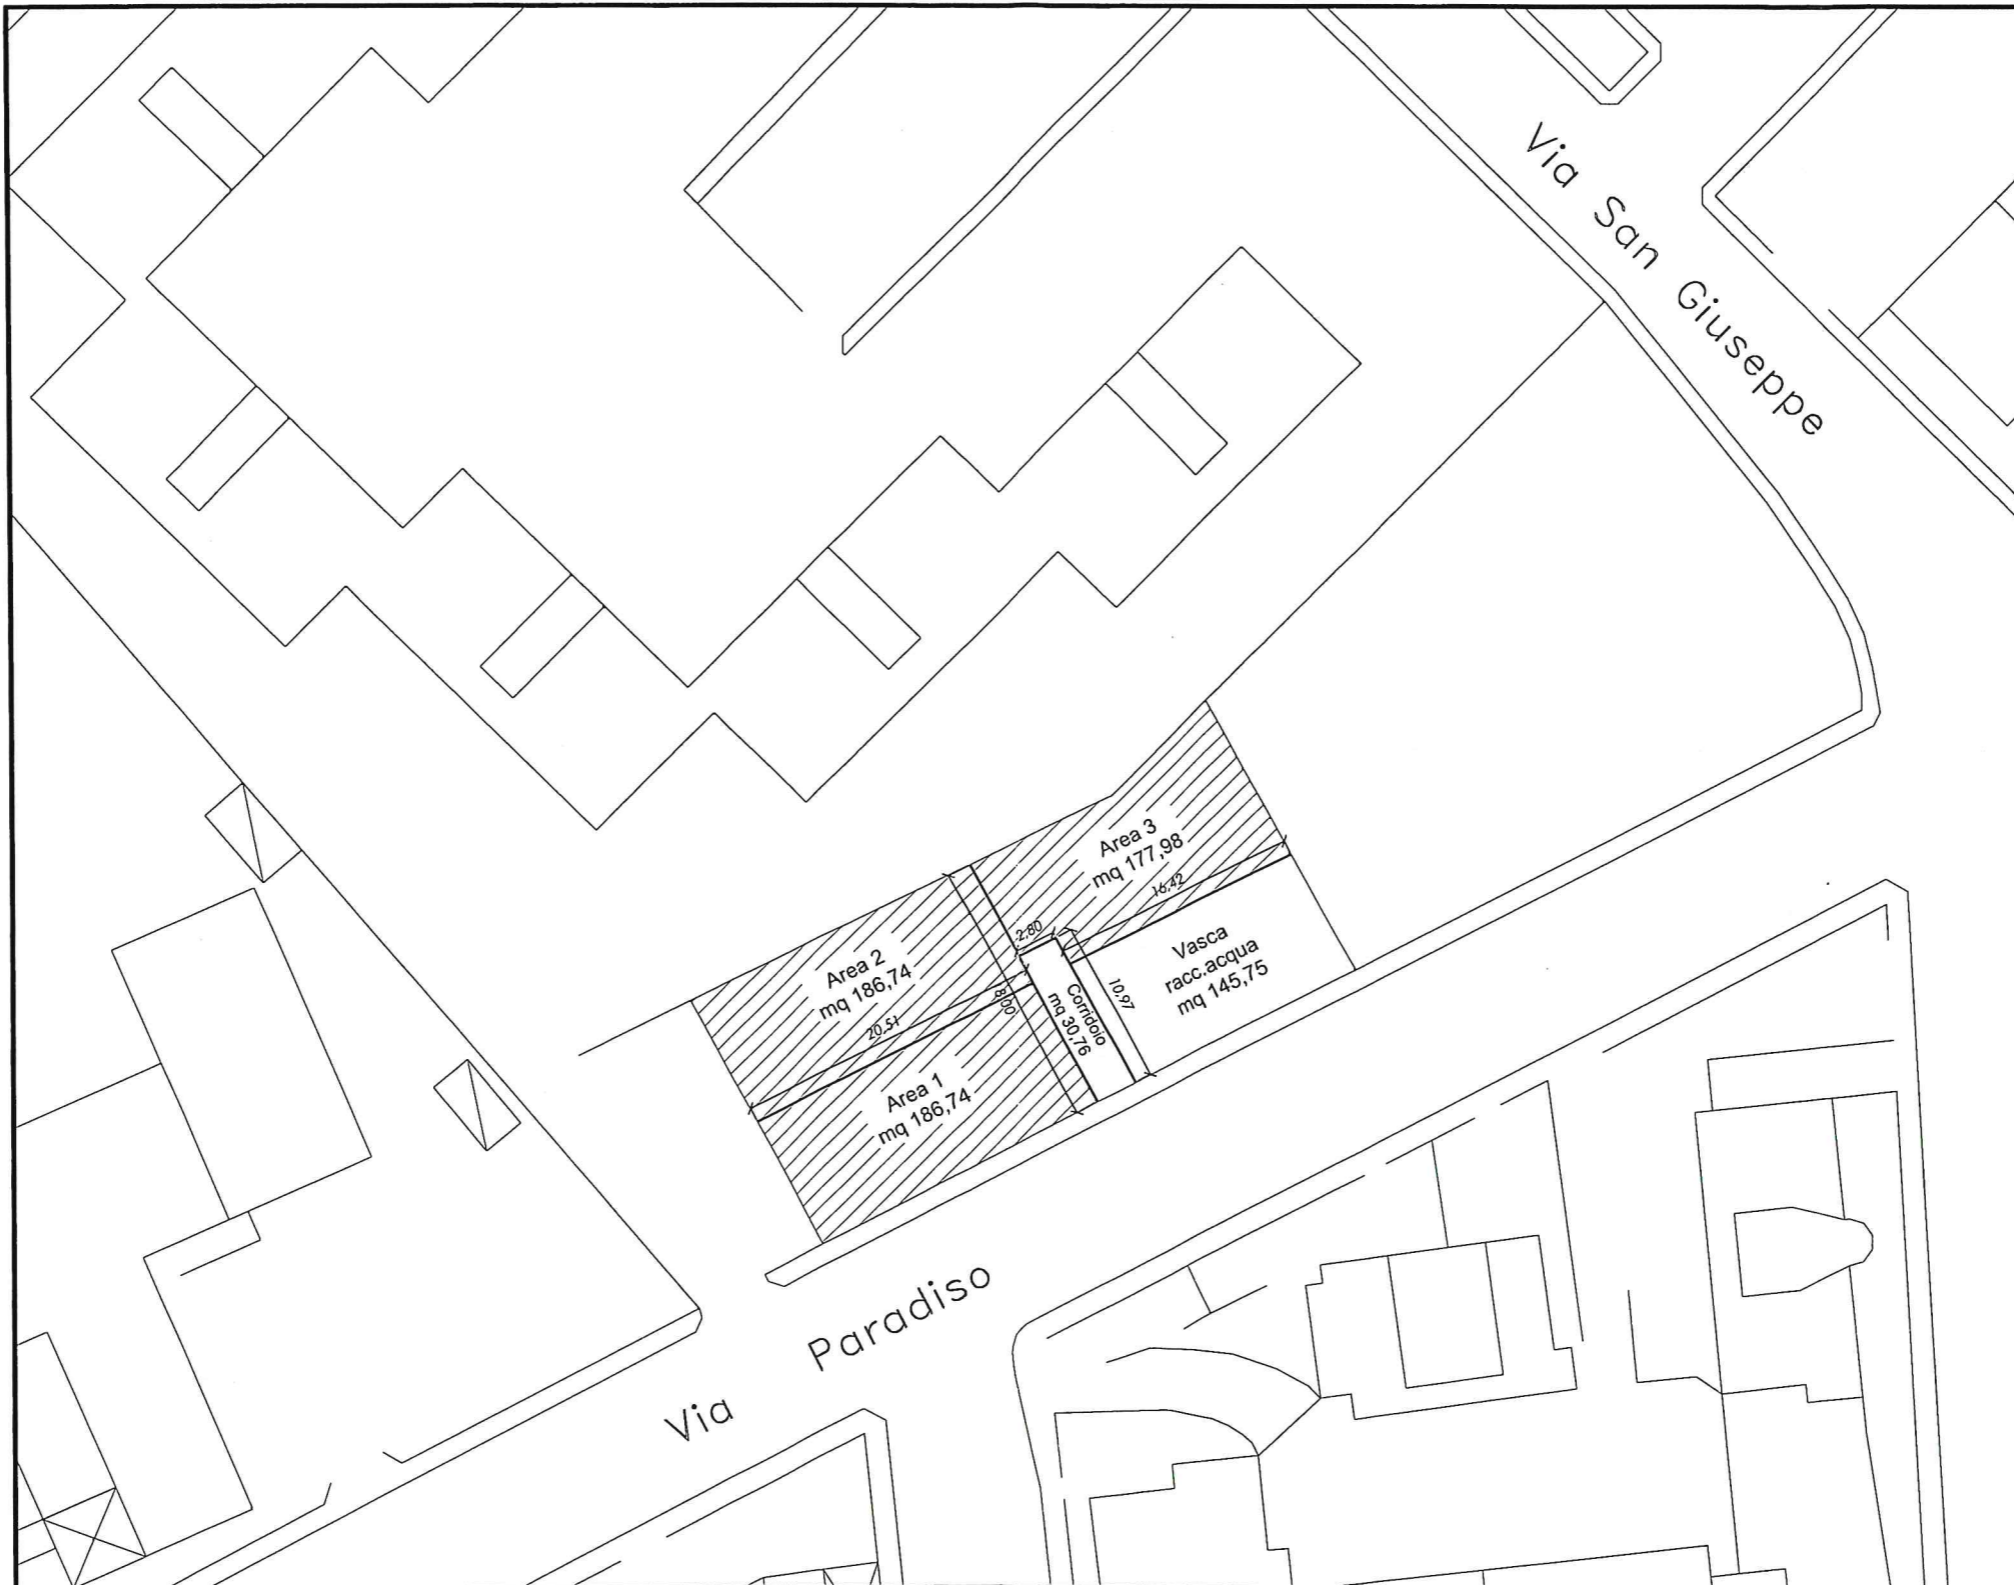 Via San Giuseppe
Area 3
mq 177,98
16,42
2,80
Vasca
racc.acqua
mq 145,75
Area 2
mq 186,74
20,51
Corridoio
mq 30,76
10,97
Area 1
mq 186,74
Via Paradiso